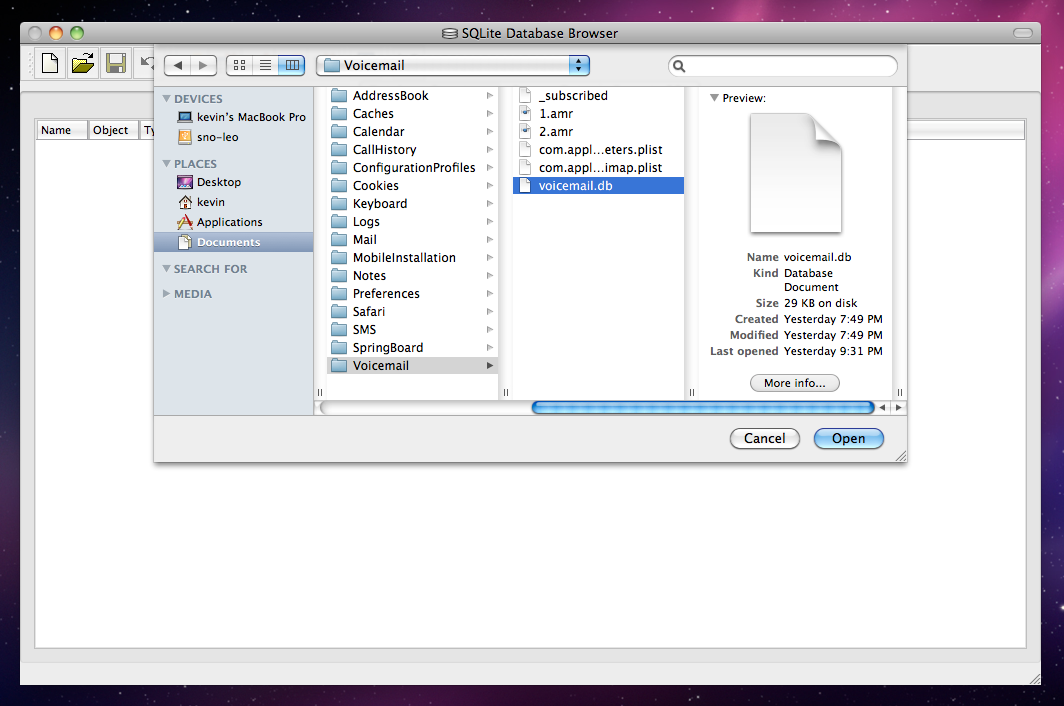 SQLite Database Browser
Voicemail
Name Object Ty
DEVICES
kevin's MacBook Pro
sno-leo
PLACES
Desktop
kevin
Applications
Documents
SEARCH FOR
MEDIA
AddressBook
Caches
Calendar
CallHistory
ConfigurationProfiles
Cookies
Keyboard
Logs
Mail
MobileInstallation
Notes
Preferences
Safari
SMS
SpringBoard
Voicemail
_subscribed
1.amr
2.amr
com.appl...eters.plist
com.appl...imap.plist
voicemail.db
Preview:
Name voicemail.db
Kind Database
Document
Size 29 KB on disk
Created Yesterday 7:49 PM
Modified Yesterday 7:49 PM
Last opened Yesterday 9:31 PM
More info...
Cancel
Open